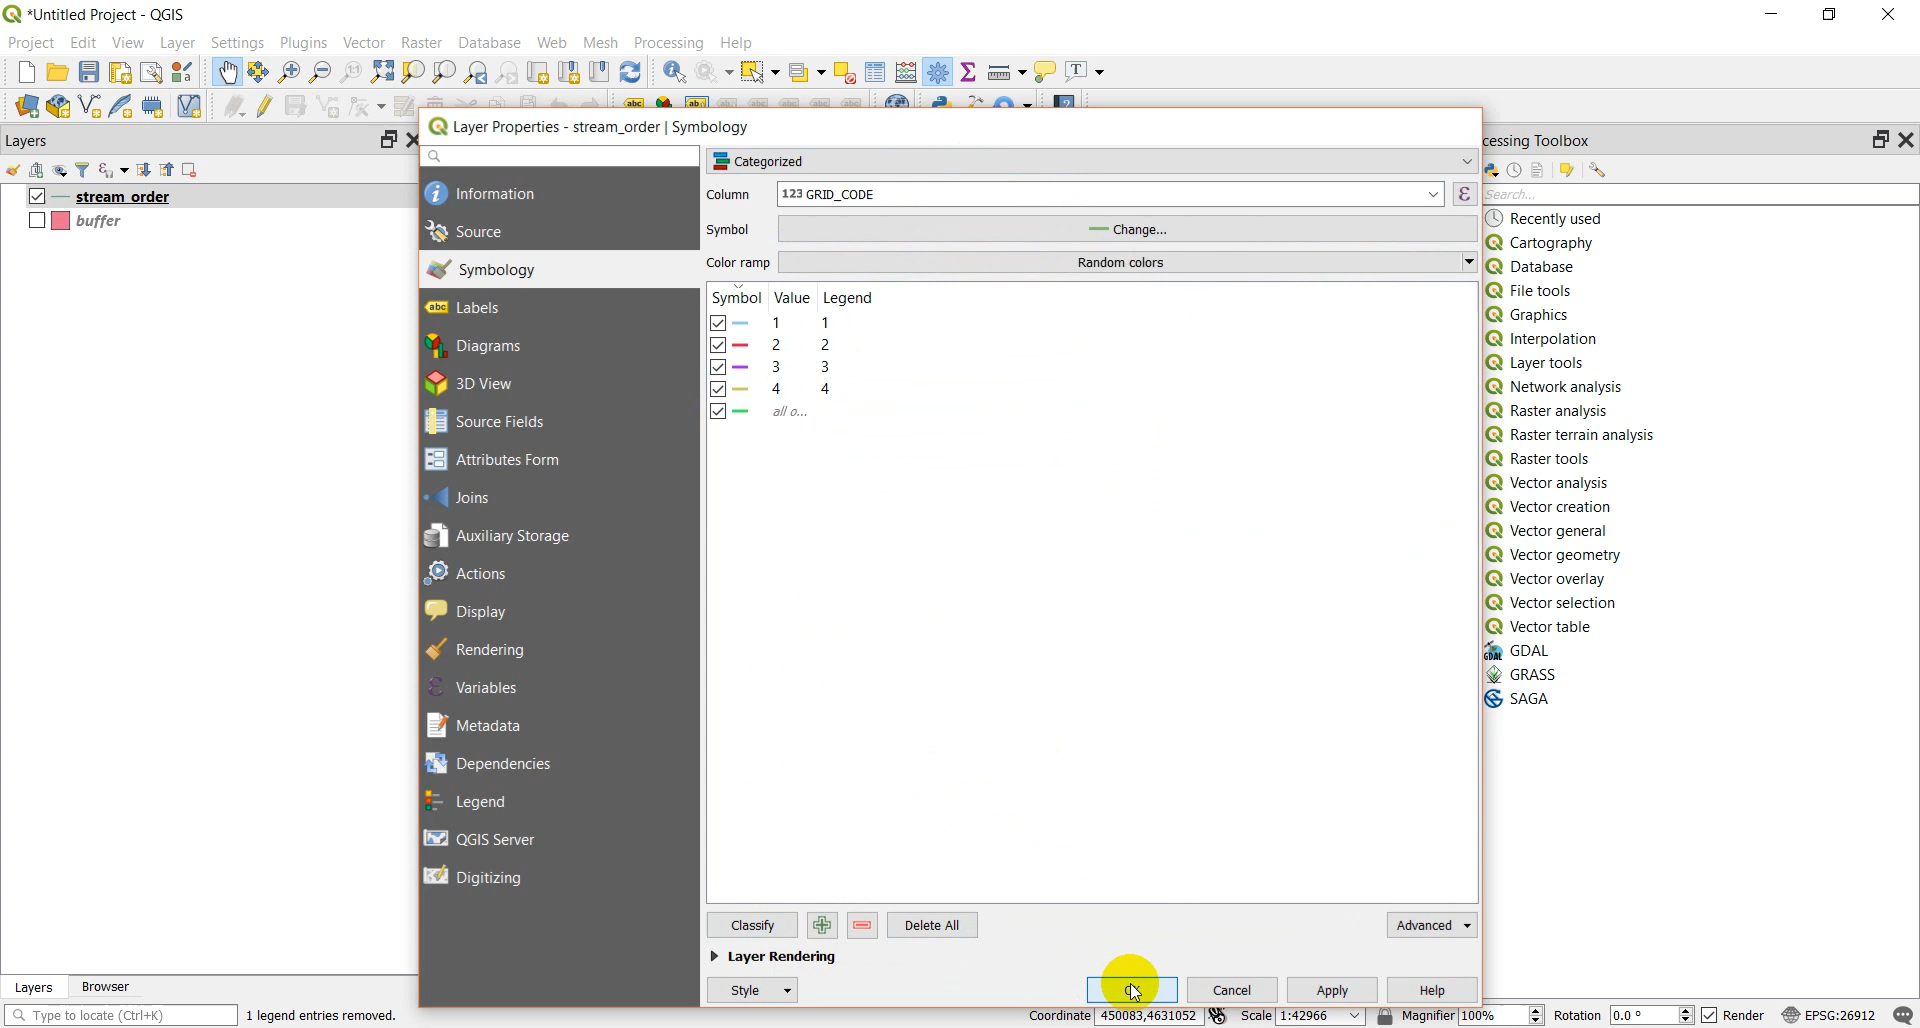 *Untitled Project - QGIS
Project Edit View Layer Settings Plugins Vector Raster Database Web Mesh Processing Help
Layers
stream_order
buffer
Layers Browser
Type to locate (Ctrl+K) 1 legend entries removed.
Layer Properties - stream_order | Symbology
Information
Source
Symbology
Labels
Diagrams
3D View
Source Fields
Attributes Form
Joins
Auxiliary Storage
Actions
Display
Rendering
Variables
Metadata
Dependencies
Legend
QGIS Server
Digitizing
Categorized
Column 123 GRID_CODE
Symbol Change...
Color ramp Random colors
Symbol Value Legend
1 1
2 2
3 3
4 4
all o...
Classify Delete All Advanced
Layer Rendering
Style Cancel Apply Help
Coordinate 450083,4631052 Scale 1:42966 Magnifier 100% Rotation 0.0 ° Render EPSG:26912
cessing Toolbox
Search...
Recently used
Cartography
Database
File tools
Graphics
Interpolation
Layer tools
Network analysis
Raster analysis
Raster terrain analysis
Raster tools
Vector analysis
Vector creation
Vector general
Vector geometry
Vector overlay
Vector selection
Vector table
GDAL
GRASS
SAGA